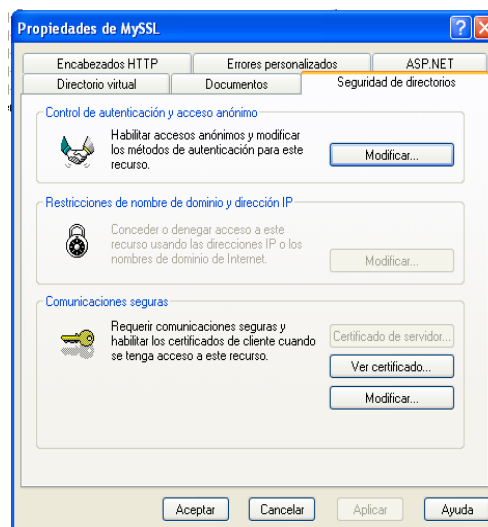 Propiedades de MySSL
Encabezados HTTP
Errores personalizados
ASP.NET
Directorio virtual
Documentos
Seguridad de directorios
Control de autenticación y acceso anónimo
Habilitar accesos anónimos y modificar
los métodos de autenticación para este
recurso.
Modificar...
Restricciones de nombre de dominio y dirección IP
Conceder o denegar acceso a este
recurso usando las direcciones IP o los
nombres de dominio de Internet.
Modificar...
Comunicaciones seguras
Requerir comunicaciones seguras y
habilitar los certificados de cliente cuando
se tenga acceso a este recurso.
Certificado de servidor...
Ver certificado...
Modificar...
Aceptar
Cancelar
Aplicar
Ayuda